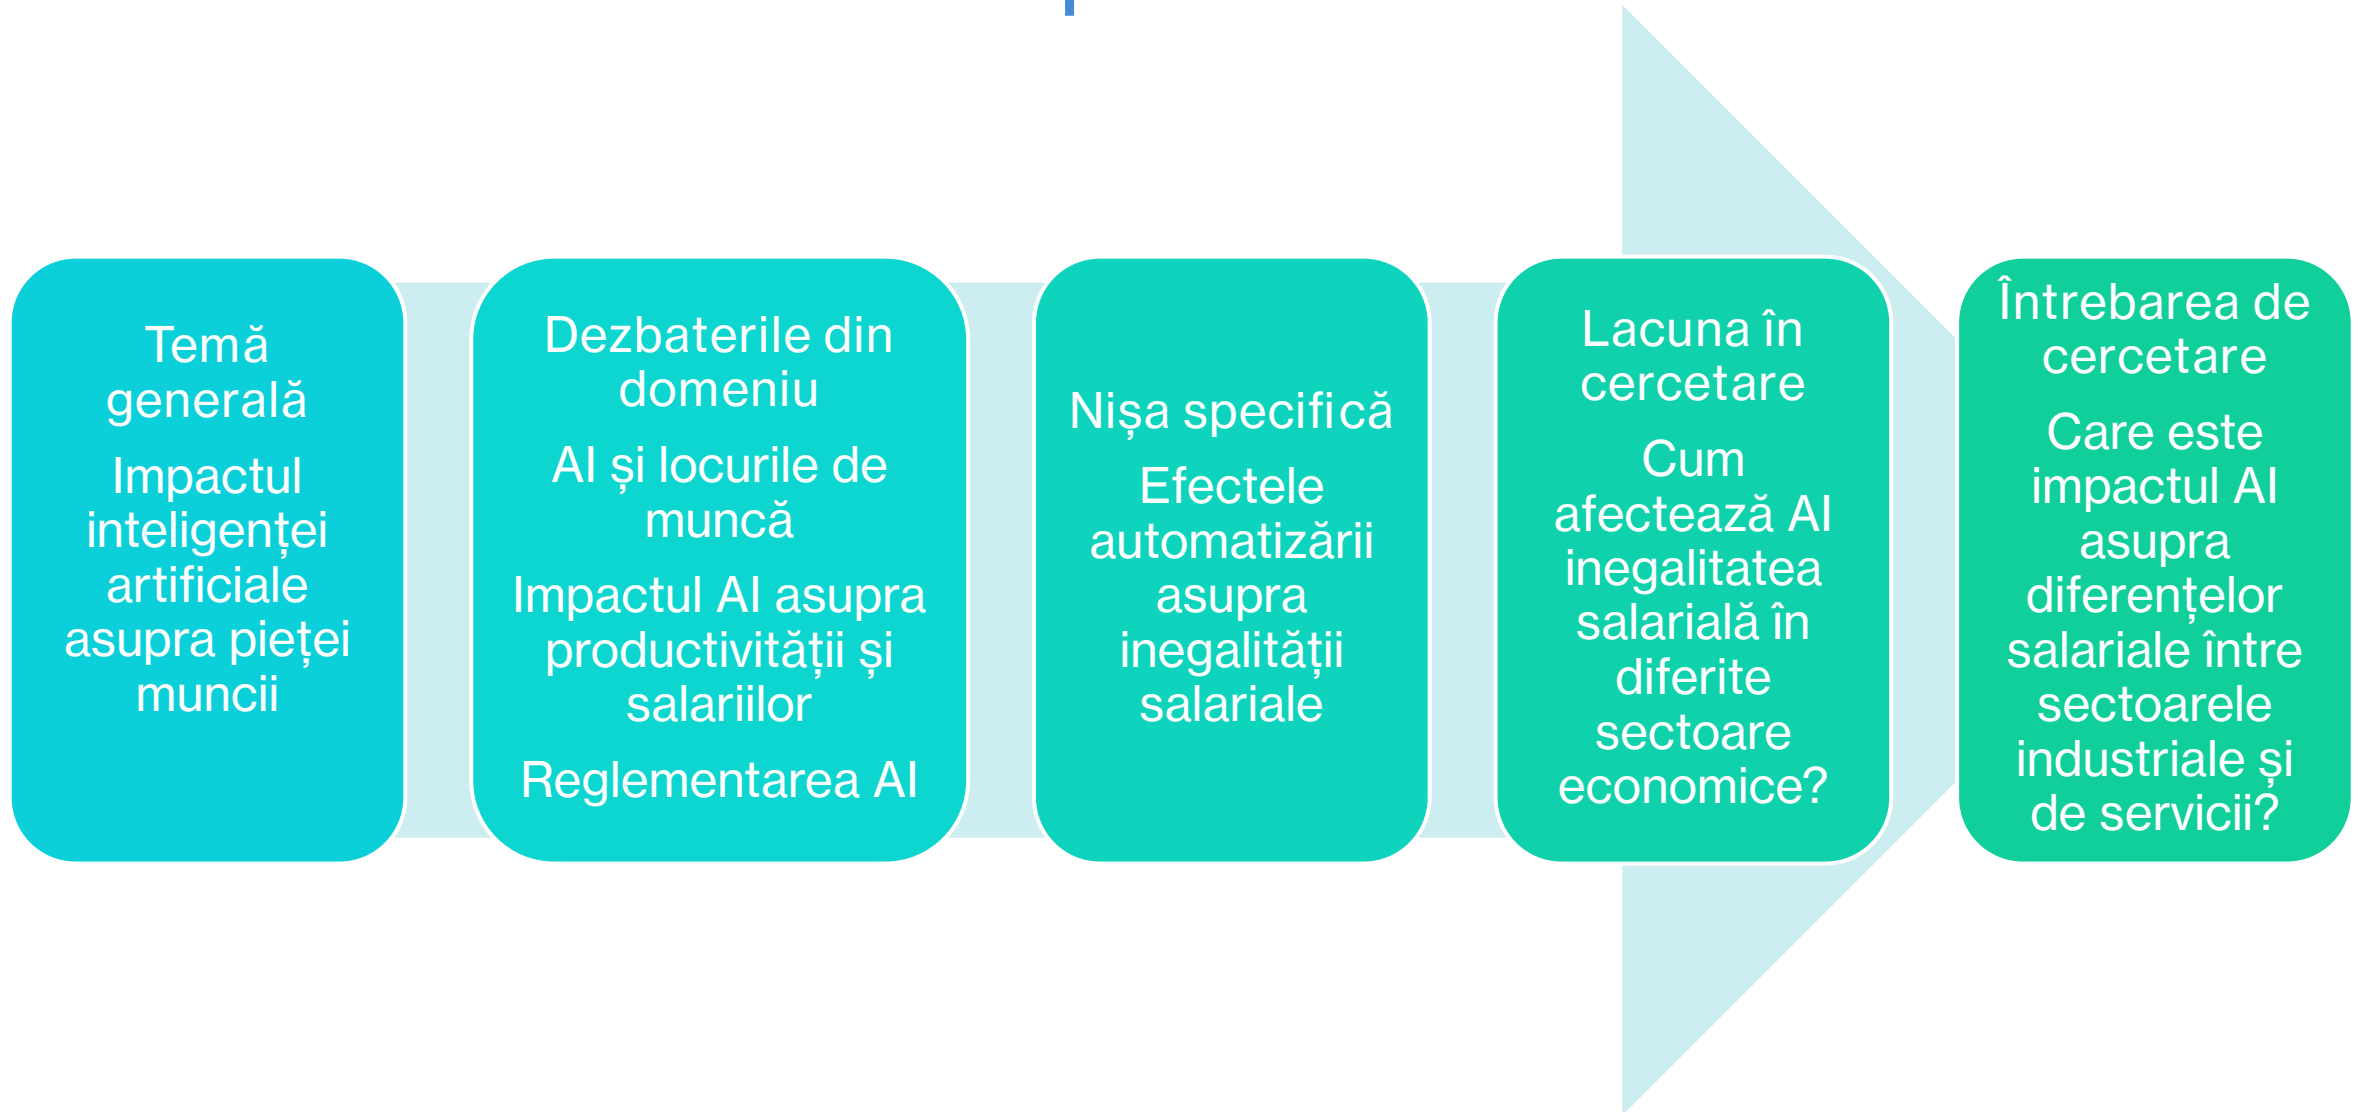 Temă
generală
Impactul
inteligenței
artificiale
asupra pieței
muncii
Dezbaterile din
domeniu
AI și locurile de
muncă
Impactul AI asupra
productivității și
salariilor
Reglementarea AI
Nișa specifică
Efectele
automatizării
asupra
inegalității
salariale
Lacuna în
cercetare
Cum
afectează AI
inegalitatea
salarială în
diferite
sectoare
economice?
Întrebarea de
cercetare
Care este
impactul AI
asupra
diferențelor
salariale între
sectoarele
industriale și
de servicii?